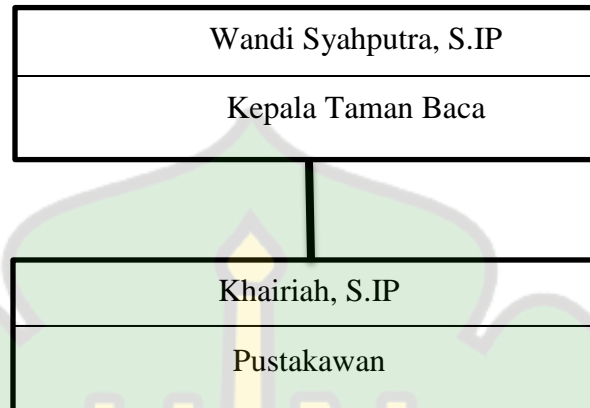 Wandi Syahputra, S.IP
Kepala Taman Baca
Khairiah, S.IP
Pustakawan